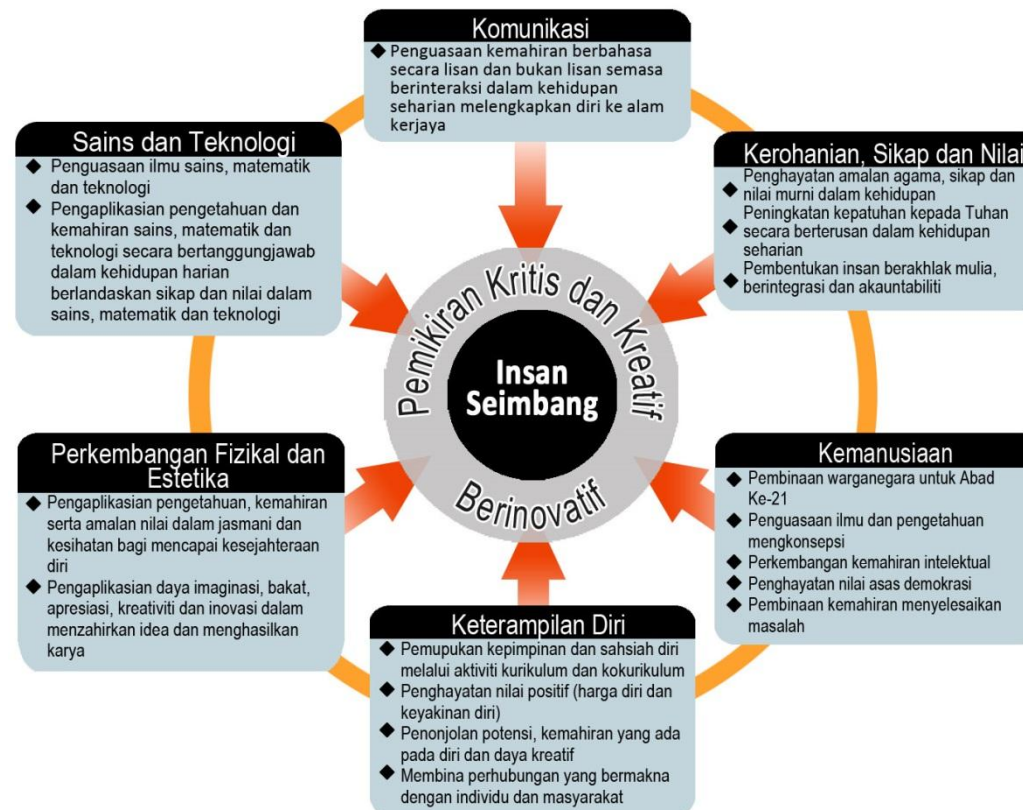 Komunikasi
◆ Penguasaan kemahiran berbahasa
secara lisan dan bukan lisan semasa
berinteraksi dalam kehidupan
seharian melengkapkan diri ke alam
kerjaya
Sains dan Teknologi
◆ Penguasaan ilmu sains, matematik
dan teknologi
◆ Pengaplikasian pengetahuan dan
kemahiran sains, matematik dan
teknologi secara bertanggungjawab
dalam kehidupan harian
berlandaskan sikap dan nilai dalam
sains, matematik dan teknologi
Kerohanian, Sikap dan Nilai
Penghayatan amalan agama, sikap dan
◆ nilai murni dalam kehidupan
Peningkatan kepatuhan kepada Tuhan
◆ secara berterusan dalam kehidupan
seharian
Pembentukan insan berakhlak mulia,
◆ berintegrasi dan akauntabiliti
Pemikiran Kritis dan Kreatif
Insan
Seimbang
Berinovatif
Perkembangan Fizikal dan
Estetika
◆ Pengaplikasian pengetahuan, kemahiran
serta amalan nilai dalam jasmani dan
kesihatan bagi mencapai kesejahteraan
diri
◆ Pengaplikasian daya imaginasi, bakat,
apresiasi, kreativiti dan inovasi dalam
menzahirkan idea dan menghasilkan
karya
Kemanusiaan
◆ Pembinaan warganegara untuk Abad
Ke-21
◆ Penguasaan ilmu dan pengetahuan
mengkonsepsi
◆ Perkembangan kemahiran intelektual
◆ Penghayatan nilai asas demokrasi
◆ Pembinaan kemahiran menyelesaikan
masalah
Keterampilan Diri
◆ Pemupukan kepimpinan dan sahsiah diri
melalui aktiviti kurikulum dan kokurikulum
◆ Penghayatan nilai positif (harga diri dan
keyakinan diri)
◆ Penonjolan potensi, kemahiran yang ada
pada diri dan daya kreatif
◆ Membina perhubungan yang bermakna
dengan individu dan masyarakat